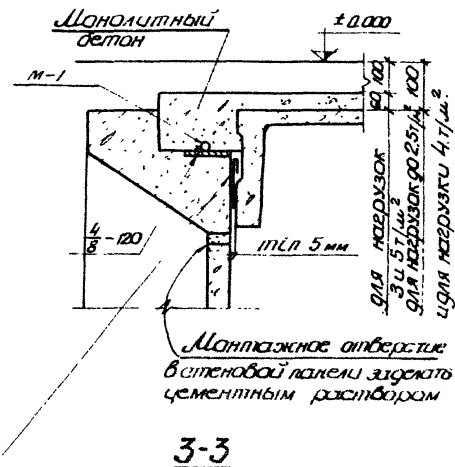 Монолитный
бетон
± 0.000
м-1
60 100
100
4/8-120
min 5 мм
для нагрузок
3 и 5 т/м²
для нагрузок до 2.5 т/м²
и для нагрузки 4 т/м²
Монтажное отверстие
в стеновой панели заделать
цементным раствором
3-3